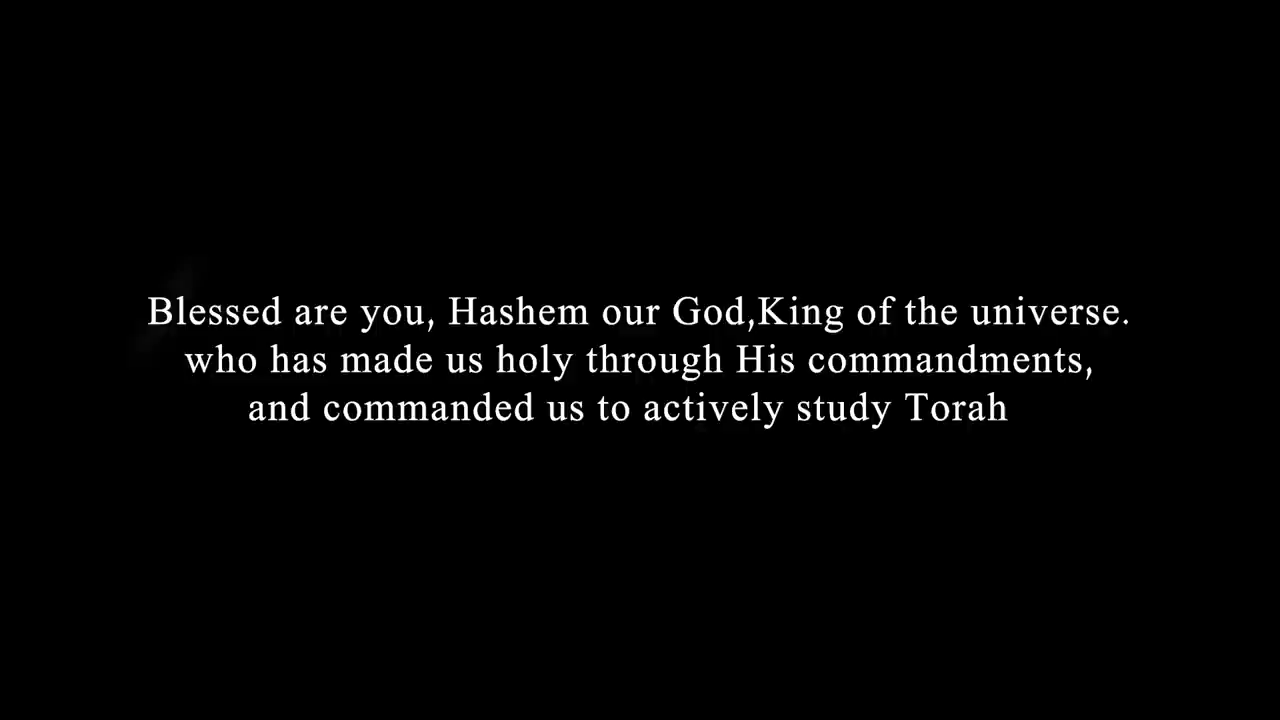 Blessed are you, Hashem our God,King of the universe.
who has made us holy through His commandments,
and commanded us to actively study Torah